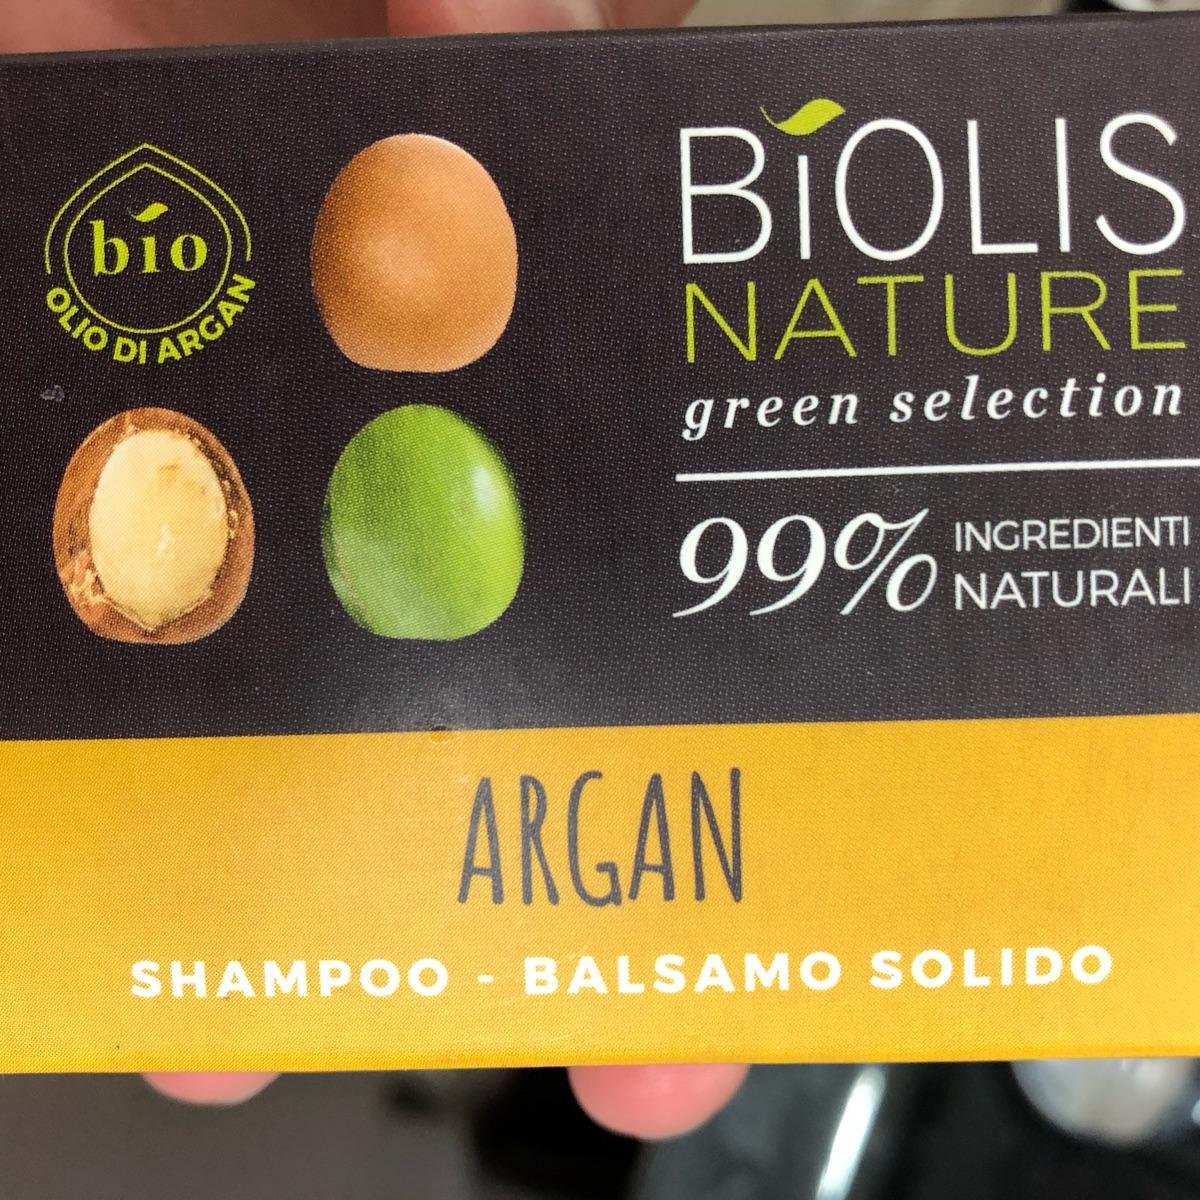 bio
OLIO DI ARGAN
BIOLIS
NATURE
green selection
99% INGREDIENTI
NATURALI
ARGAN
SHAMPOO - BALSAMO SOLIDO